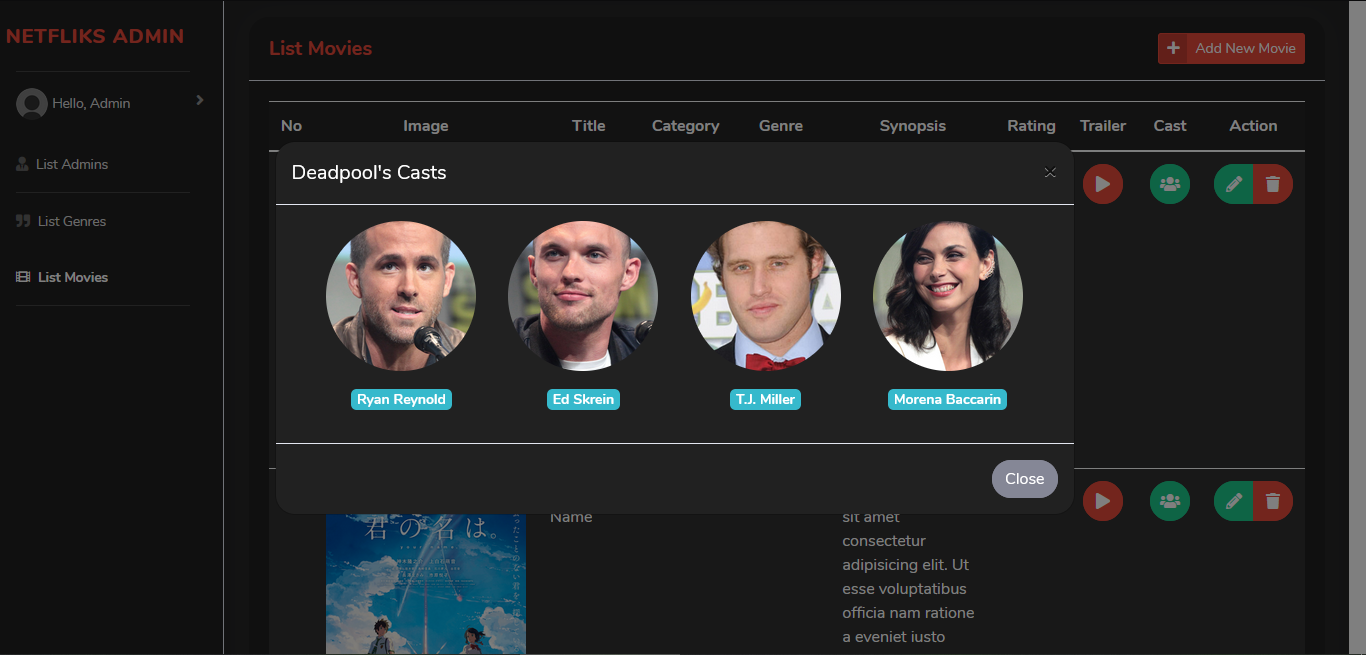 NETFLIKS ADMIN
Hello, Admin
List Admins
List Genres
List Movies
List Movies
Add New Movie
No Image Title Category Genre Synopsis Rating Trailer Cast Action
Deadpool's Casts
×
Ryan Reynold
Ed Skrein
T.J. Miller
Morena Baccarin
Close
君の名は。
Name
sit amet
consectetur
adipisicing elit. Ut
esse voluptatibus
officia nam ratione
a eveniet iusto